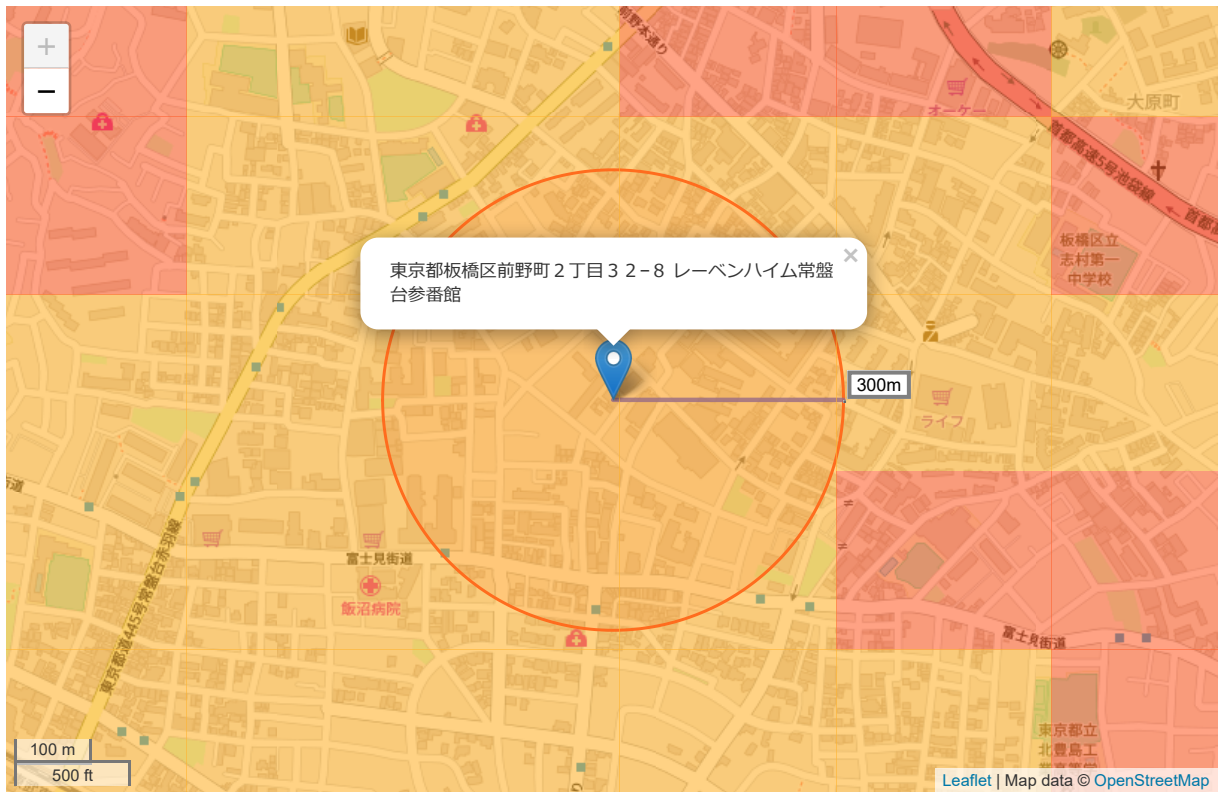 +
−
前野本通り
オーケー
大原町
首都高速5号池袋線
板橋区立
志村第一
中学校
東京都板橋区前野町２丁目３２−８ レーベンハイム常盤
台参番館
×
300m
ライフ
富士見街道
飯沼病院
東京都道445号常盤台赤羽線
富士見街道
東京都立
北豊島工
100 m
500 ft
Leaflet | Map data © OpenStreetMap